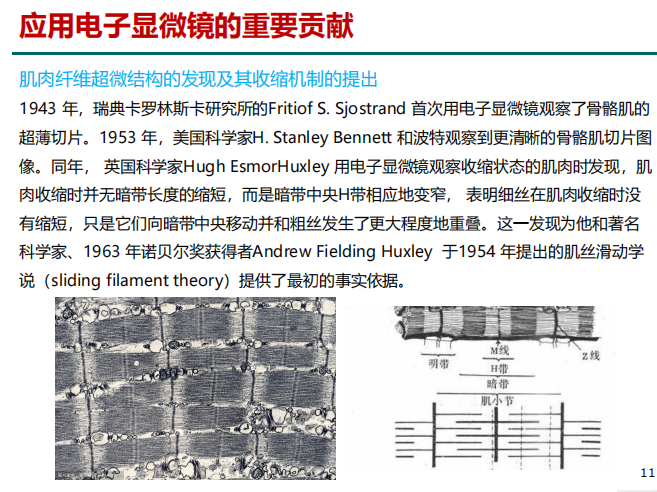 应用电子显微镜的重要贡献
肌肉纤维超微结构的发现及其收缩机制的提出
1943 年，瑞典卡罗林斯卡研究所的Fritiof S. Sjostrand 首次用电子显微镜观察了骨骼肌的
超薄切片。1953 年，美国科学家H. Stanley Bennett 和波特观察到更清晰的骨骼肌切片图
像。同年， 英国科学家Hugh EsmorHuxley 用电子显微镜观察收缩状态的肌肉时发现，肌
肉收缩时并无暗带长度的缩短，而是暗带中央H带相应地变窄， 表明细丝在肌肉收缩时没
有缩短，只是它们向暗带中央移动并和粗丝发生了更大程度地重叠。这一发现为他和著名
科学家、1963 年诺贝尔奖获得者Andrew Fielding Huxley 于1954 年提出的肌丝滑动学
说（sliding filament theory）提供了最初的事实依据。
M线
Z线
明带
H带
暗带
肌小节
11